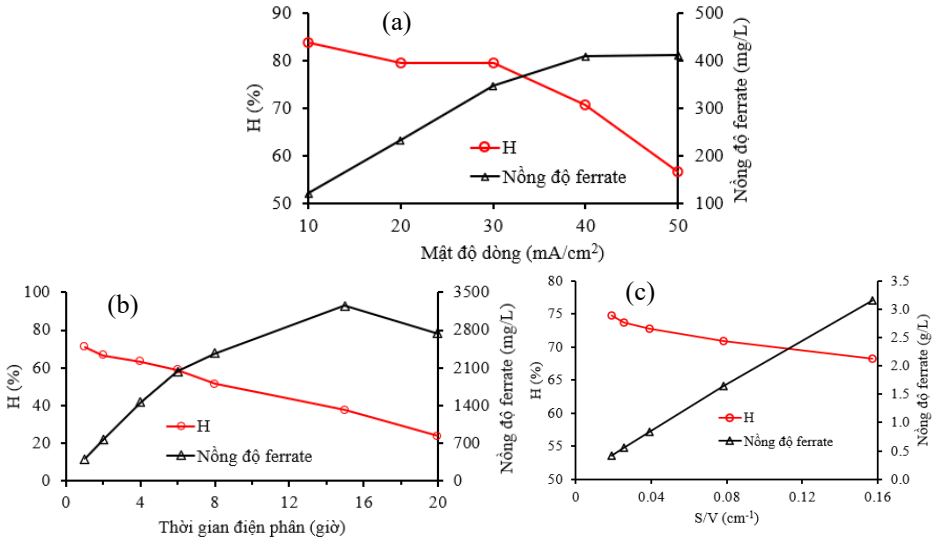 (a)
90
80
70
60
50
H (%)
500
400
300
200
100
Nồng độ ferrate (mg/L)
H
Nồng độ ferrate
10 20 30 40 50
Mật độ dòng (mA/cm²)
(b)
100
80
60
40
20
0
H (%)
3500
2800
2100
1400
700
0
Nồng độ ferrate (mg/L)
H
Nồng độ ferrate
0 4 8 12 16 20
Thời gian điện phân (giờ)
(c)
80
75
70
65
60
55
50
H (%)
3.5
3.0
2.5
2.0
1.5
1.0
0.5
0.0
Nồng độ ferrate (g/L)
H
Nồng độ ferrate
0 0.04 0.08 0.12 0.16
S/V (cm⁻¹)